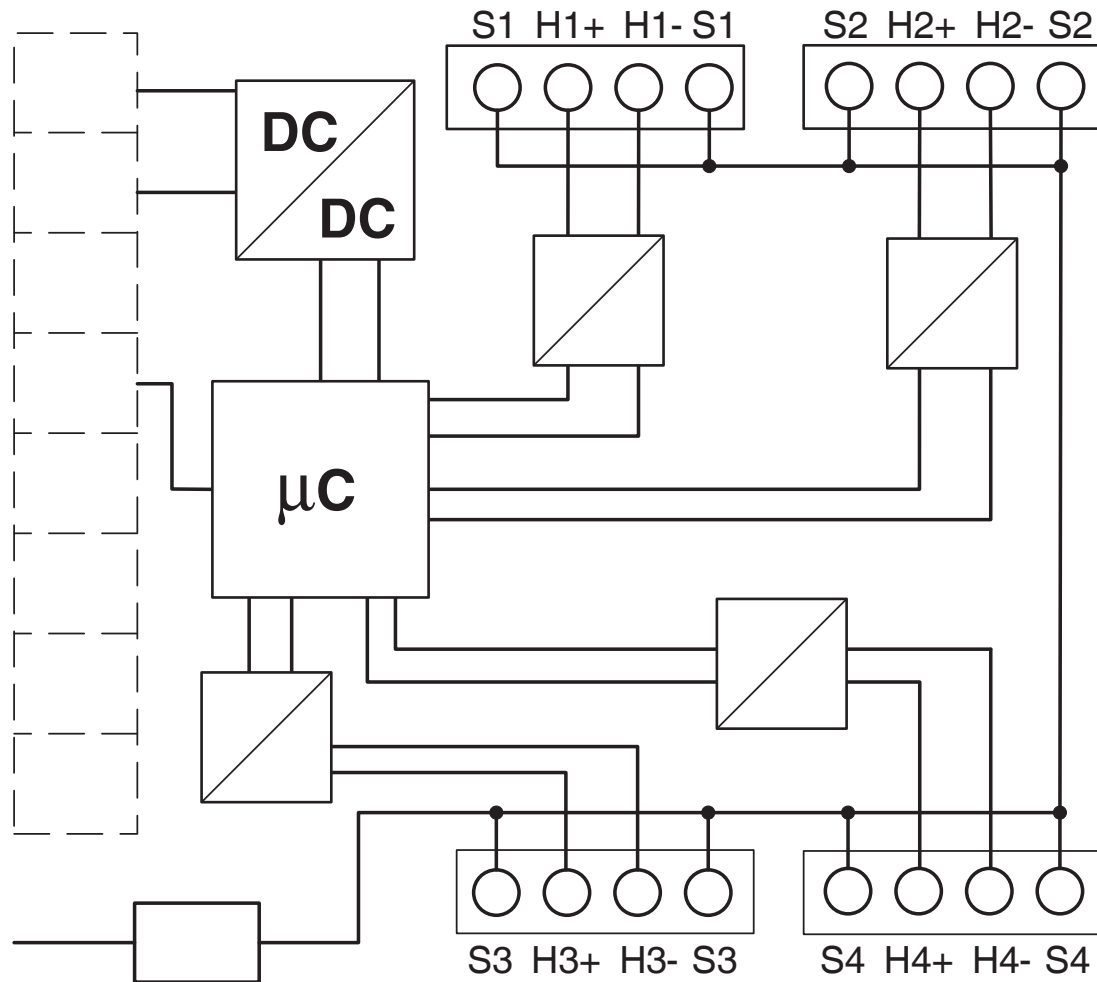 S1 H1+ H1- S1
S2 H2+ H2- S2
DC
DC
μC
S3 H3+ H3- S3
S4 H4+ H4- S4